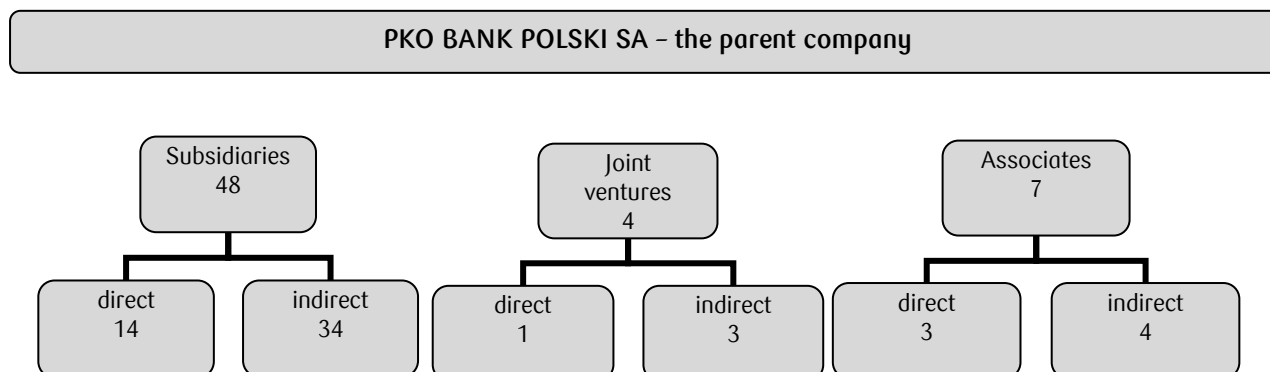 PKO BANK POLSKI SA – the parent company
Subsidiaries
48
Joint
ventures
4
Associates
7
direct
14
indirect
34
direct
1
indirect
3
direct
3
indirect
4